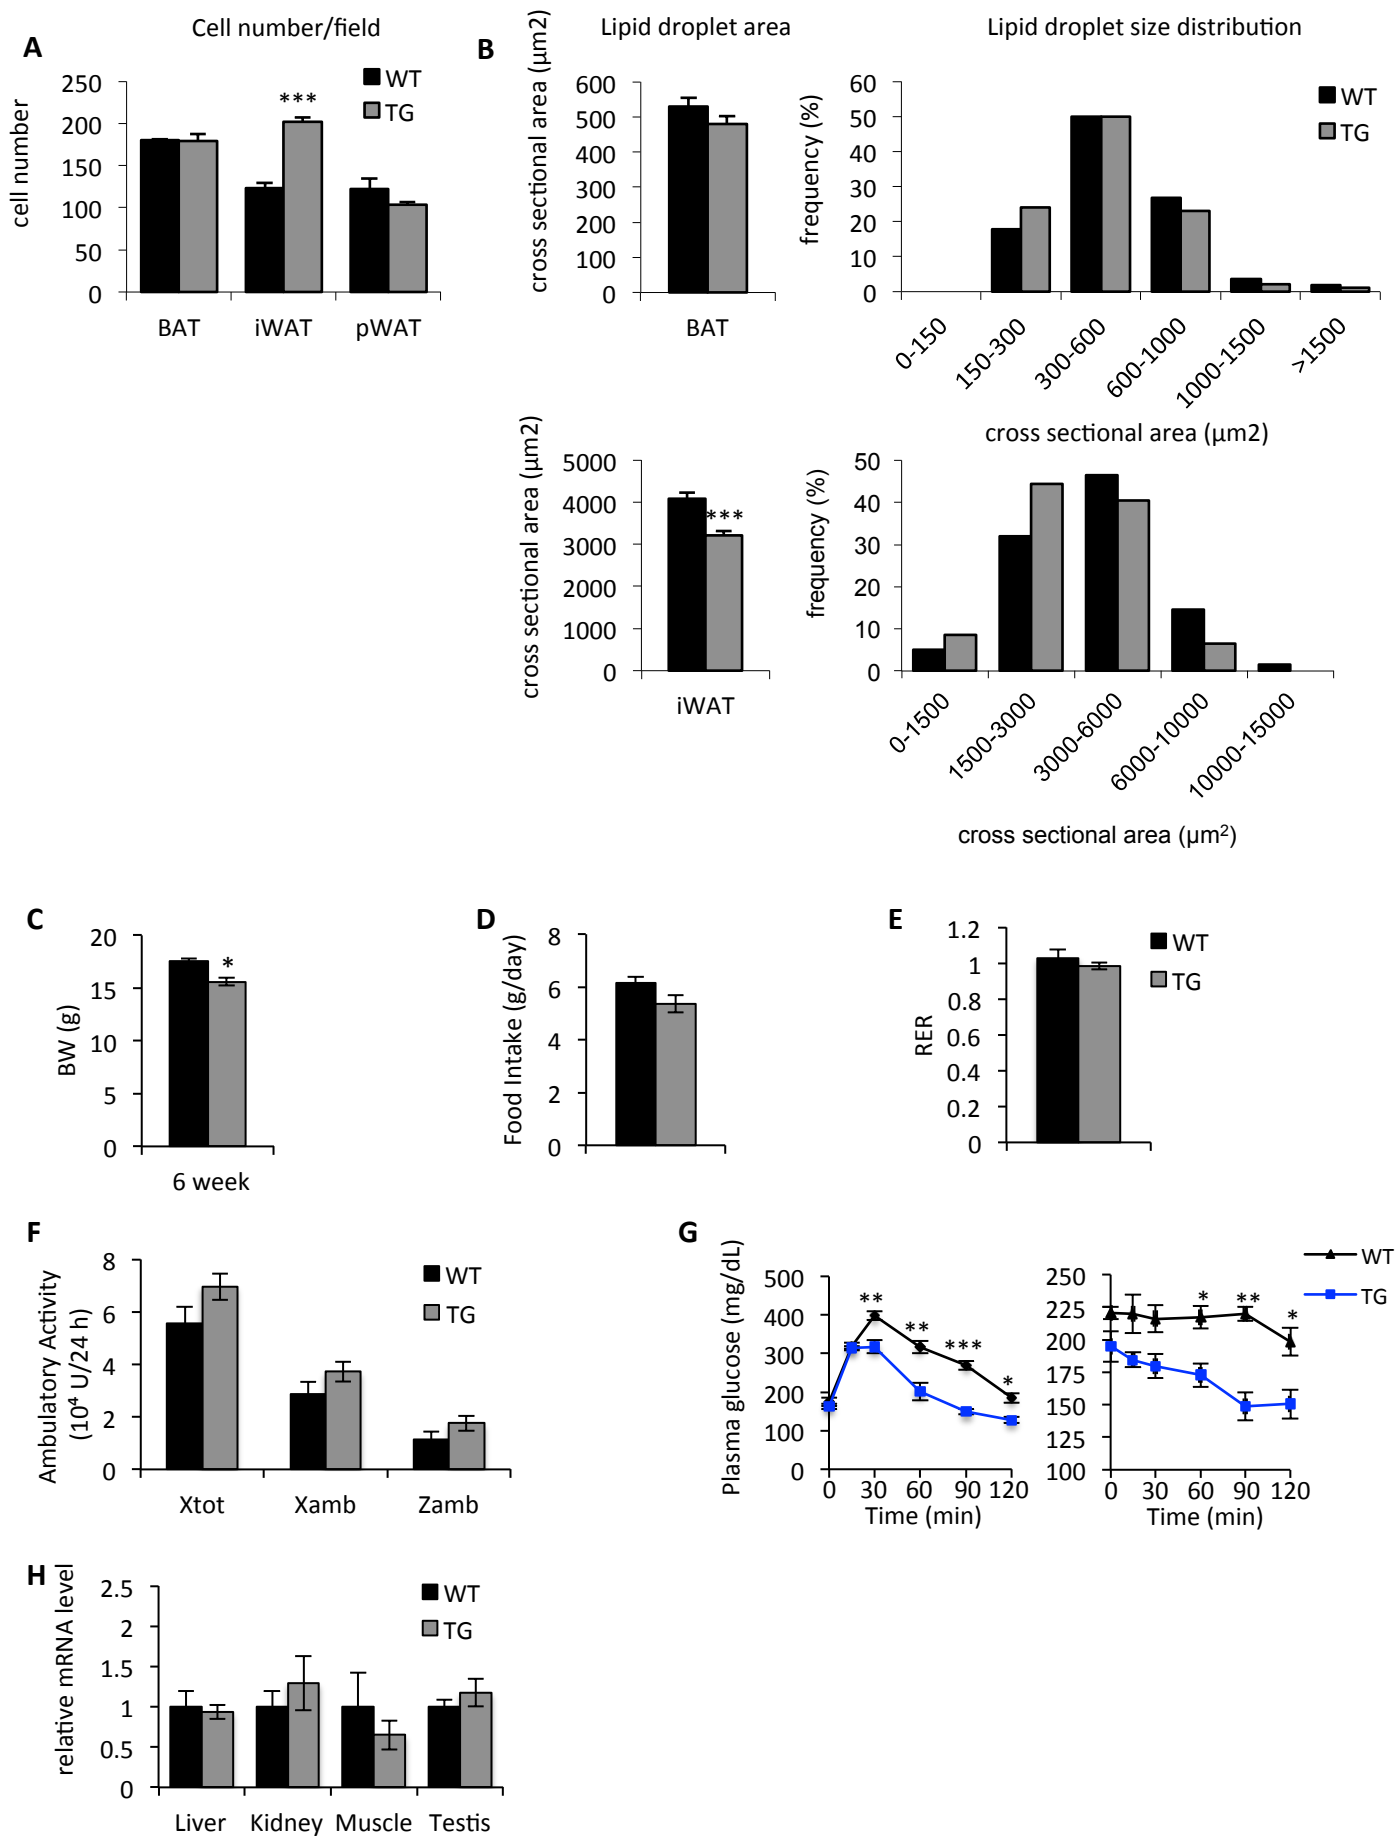 A
Cell number/field
cell number
250
200
150
100
50
0
***
WT
TG
BAT
iWAT
pWAT
B
Lipid droplet area
cross sectional area (µm2)
600
500
400
300
200
100
0
BAT
Lipid droplet size distribution
frequency (%)
60
50
40
30
20
10
0
WT
TG
0-150
150-300
300-600
600-1000
1000-1500
>1500
cross sectional area (µm2)
cross sectional area (µm2)
5000
4000
3000
2000
1000
0
***
iWAT
frequency (%)
50
40
30
20
10
0
0-1500
1500-3000
3000-6000
6000-10000
10000-15000
cross sectional area (µm²)
C
BW (g)
20
15
10
5
0
*
6 week
D
Food Intake (g/day)
8
6
4
2
0
E
RER
1.2
1
0.8
0.6
0.4
0.2
0
WT
TG
F
Ambulatory Activity
(10⁴ U/24 h)
8
6
4
2
0
WT
TG
Xtot
Xamb
Zamb
G
Plasma glucose (mg/dL)
500
400
300
200
100
0
**
**
***
*
0 30 60 90 120
Time (min)
250
225
200
175
150
125
100
*
**
*
0 30 60 90 120
Time (min)
WT
TG
H
relative mRNA level
2.5
2
1.5
1
0.5
0
WT
TG
Liver
Kidney
Muscle
Testis